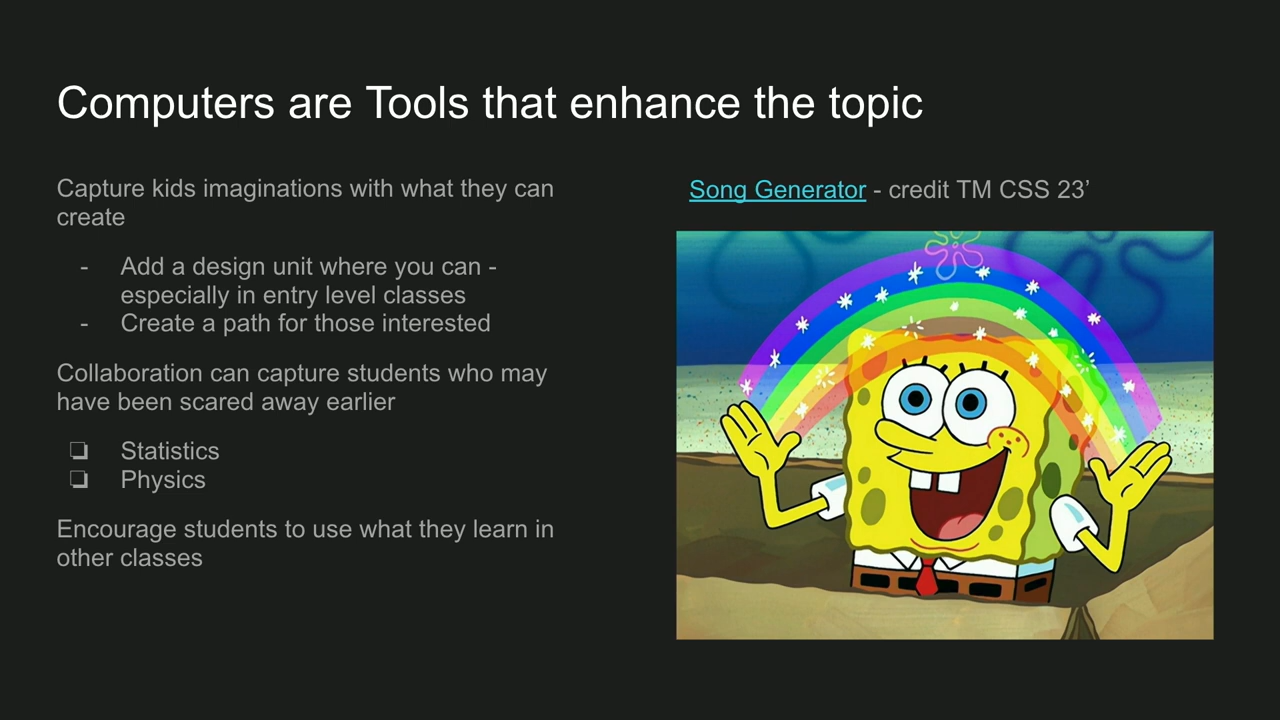 Computers are Tools that enhance the topic
Capture kids imaginations with what they can
create
- Add a design unit where you can -
especially in entry level classes
- Create a path for those interested
Collaboration can capture students who may
have been scared away earlier
❏ Statistics
❏ Physics
Encourage students to use what they learn in
other classes
Song Generator - credit TM CSS 23’